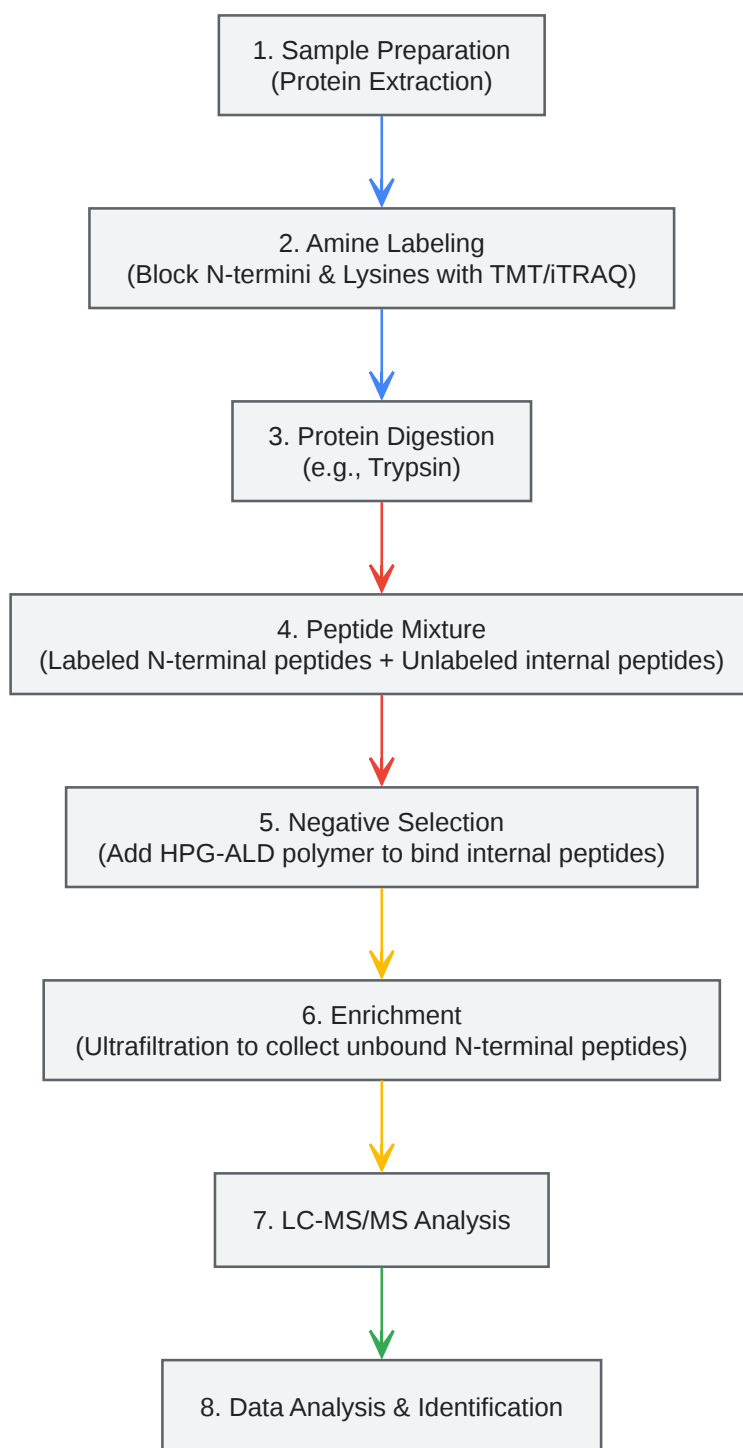 1. Sample Preparation
(Protein Extraction)
2. Amine Labeling
(Block N-termini & Lysines with TMT/iTRAQ)
3. Protein Digestion
(e.g., Trypsin)
4. Peptide Mixture
(Labeled N-terminal peptides + Unlabeled internal peptides)
5. Negative Selection
(Add HPG-ALD polymer to bind internal peptides)
6. Enrichment
(Ultrafiltration to collect unbound N-terminal peptides)
7. LC-MS/MS Analysis
8. Data Analysis & Identification